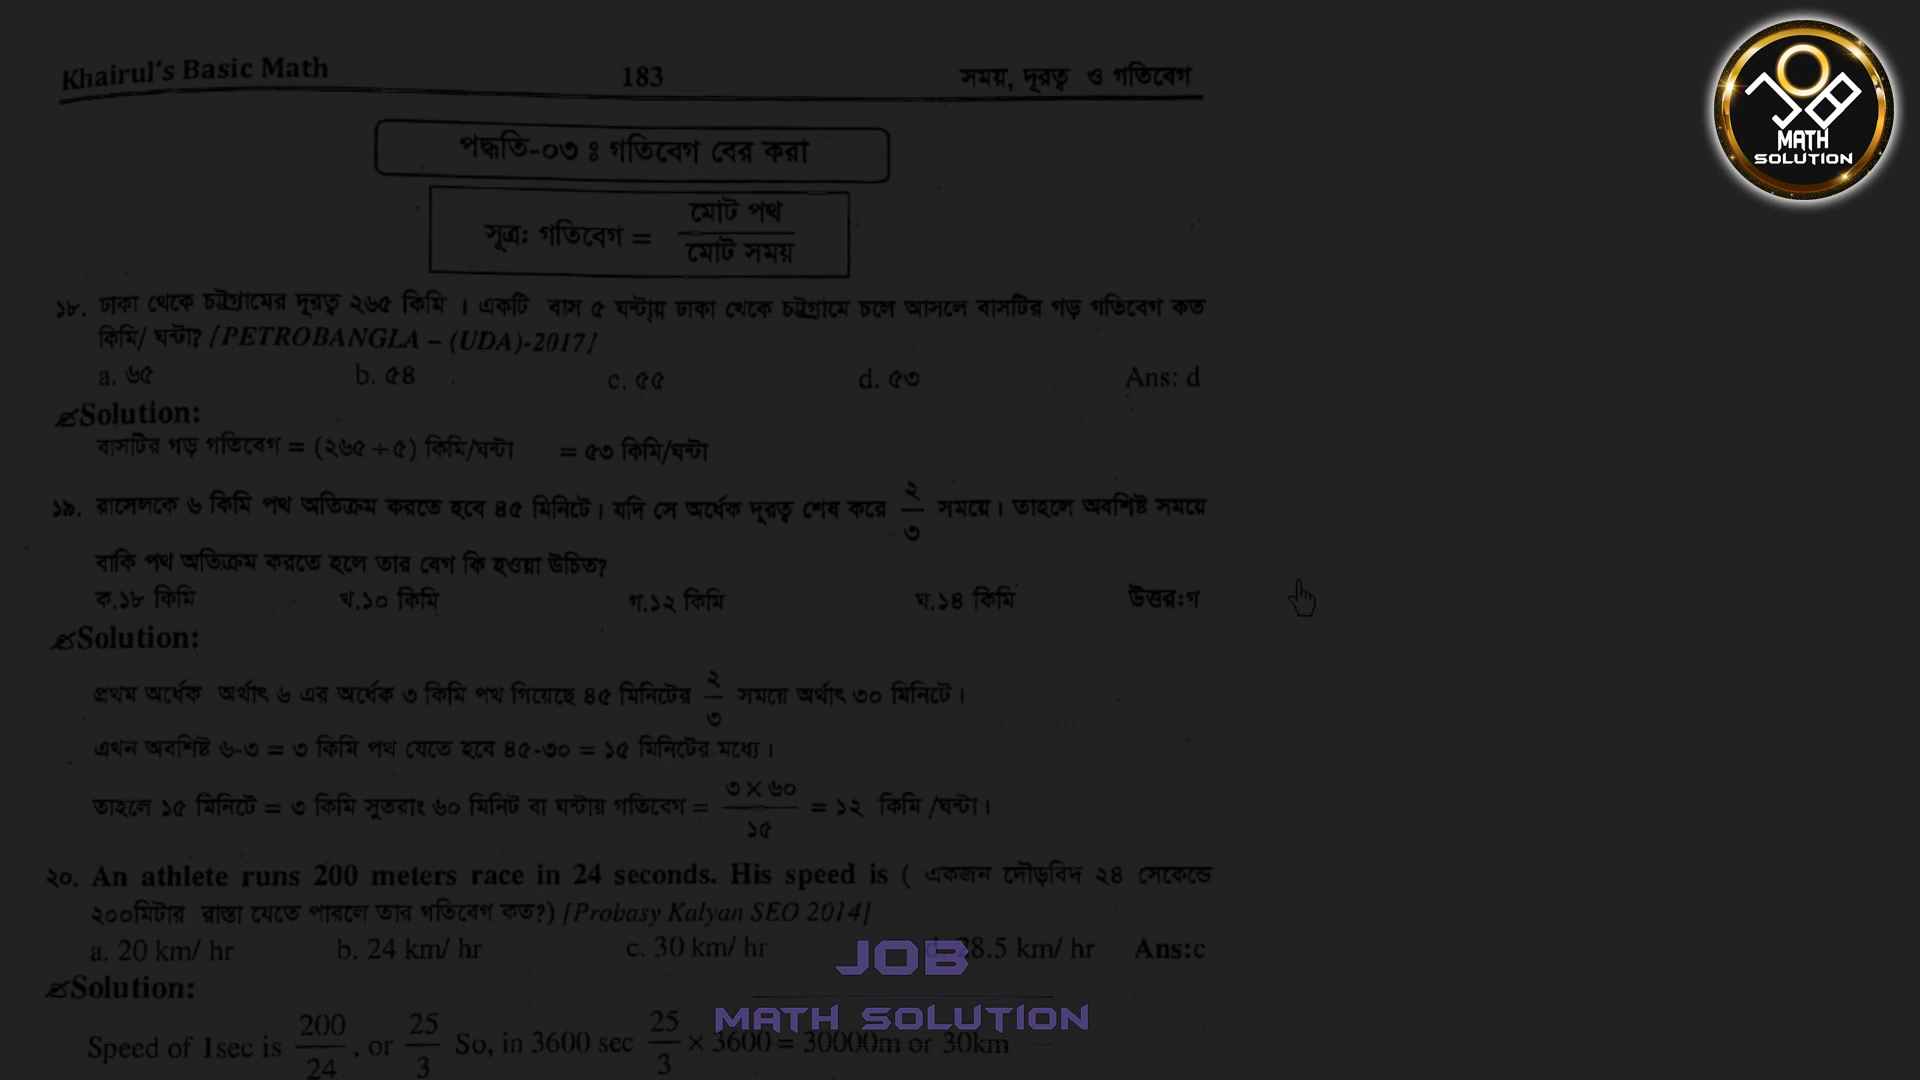 Khairul's Basic Math 183 সময়, দূরত্ব ও গতিবেগ
পদ্ধতি-০৩ ঃ গতিবেগ বের করা
সূত্র: গতিবেগ = মোট পথ / মোট সময়
১৮. ঢাকা থেকে চট্টগ্রামের দূরত্ব ২৬৫ কিমি । একটি বাস ৫ ঘন্টায় ঢাকা থেকে চট্টগ্রামে চলে আসলে বাসটির গড় গতিবেগ কত
কিমি/ ঘন্টা? [PETROBANGLA – (UDA)-2017]
a. ৬৫ b. ৫৪ c. ৫৫ d. ৫৩ Ans: d
Solution:
বাসটির গড় গতিবেগ = (২৬৫÷৫) কিমি/ঘন্টা = ৫৩ কিমি/ঘন্টা
১৯. রাসেলকে ৬ কিমি পথ অতিক্রম করতে হবে ৪৫ মিনিটে। যদি সে অর্ধেক দূরত্ব শেষ করে ২/৩ সময়ে। তাহলে অবশিষ্ট সময়ে
বাকি পথ অতিক্রম করতে হলে তার বেগ কি হওয়া উচিত?
ক.১৮ কিমি খ.১০ কিমি গ.১২ কিমি ঘ.১৪ কিমি উত্তর:গ
Solution:
প্রথম অর্ধেক অর্থাৎ ৬ এর অর্ধেক ৩ কিমি পথ গিয়েছে ৪৫ মিনিটের ২/৩ সময়ে অর্থাৎ ৩০ মিনিটে।
এখন অবশিষ্ট ৬-৩ = ৩ কিমি পথ যেতে হবে ৪৫-৩০ = ১৫ মিনিটের মধ্যে।
তাহলে ১৫ মিনিটে = ৩ কিমি সুতরাং ৬০ মিনিট বা ঘন্টায় গতিবেগ = ৩×৬০/১৫ = ১২ কিমি /ঘন্টা।
২০. An athlete runs 200 meters race in 24 seconds. His speed is ( একজন দৌড়বিদ ২৪ সেকেন্ডে
২০০মিটার রাস্তা যেতে পারলে তার গতিবেগ কত?) [Probasy Kalyan SEO 2014]
a. 20 km/ hr b. 24 km/ hr c. 30 km/ hr d. 28.5 km/ hr Ans:c
Solution:
Speed of 1sec is 200/24, or 25/3 So, in 3600 sec 25/3 × 3600 = 30000m or 30km
JOB
MATH SOLUTION
JOB
MATH
SOLUTION